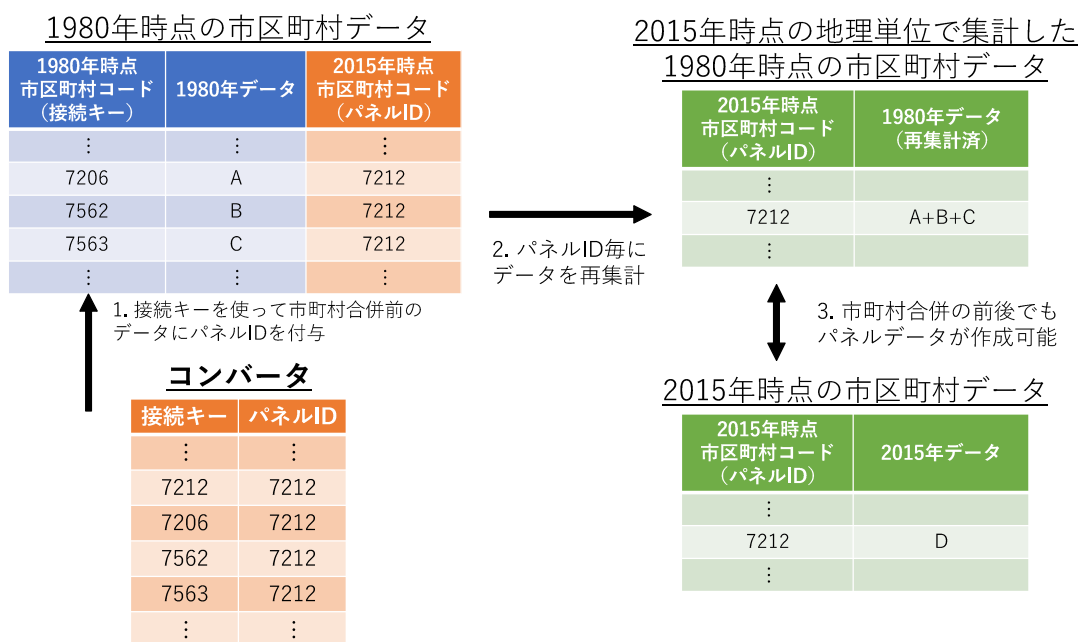 1980年時点の市区町村データ
1980年時点
市区町村コード
（接続キー）
1980年データ
2015年時点
市区町村コード
（パネルID）
⋮ ⋮ ⋮
7206 A 7212
7562 B 7212
7563 C 7212
⋮ ⋮ ⋮
1. 接続キーを使って市町村合併前の
データにパネルIDを付与
コンバータ
接続キー パネルID
⋮ ⋮
7212 7212
7206 7212
7562 7212
7563 7212
⋮ ⋮
2. パネルID毎に
データを再集計
2015年時点の地理単位で集計した
1980年時点の市区町村データ
2015年時点
市区町村コード
（パネルID）
1980年データ
（再集計済）
⋮
7212 A+B+C
⋮
3. 市町村合併の前後でも
パネルデータが作成可能
2015年時点の市区町村データ
2015年時点
市区町村コード
（パネルID）
2015年データ
⋮
7212 D
⋮